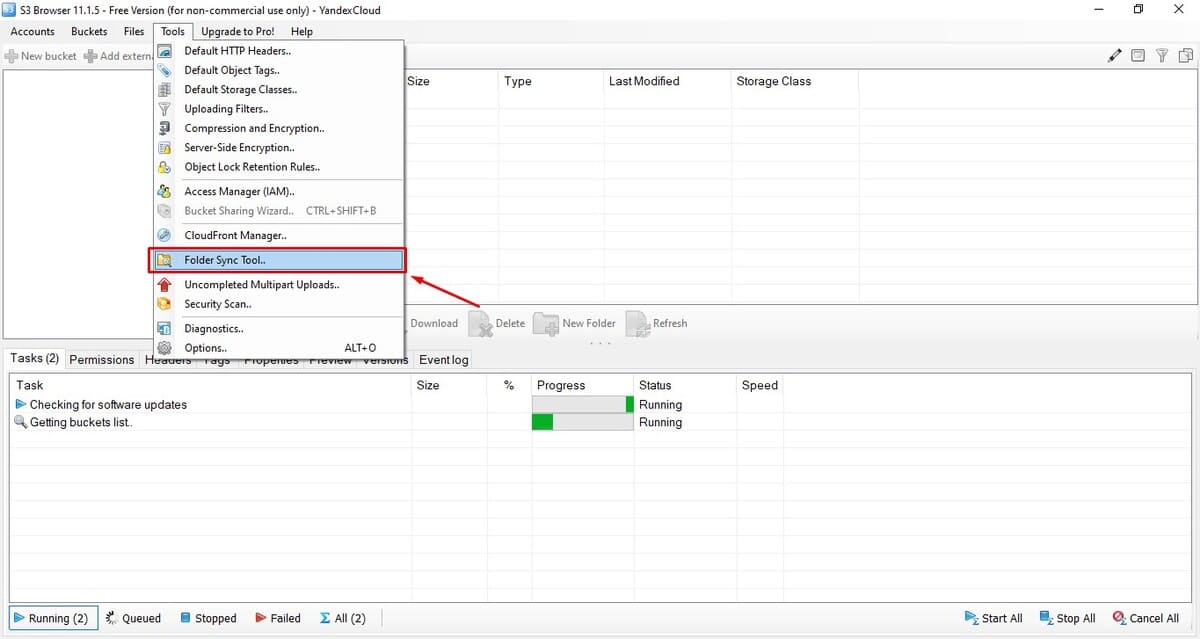 S3 Browser 11.1.5 - Free Version (for non-commercial use only) - YandexCloud
Accounts Buckets Files Tools Upgrade to Pro! Help
New bucket Add extern
Default HTTP Headers..
Default Object Tags..
Default Storage Classes..
Uploading Filters..
Compression and Encryption..
Server-Side Encryption..
Object Lock Retention Rules..
Access Manager (IAM)..
Bucket Sharing Wizard.. CTRL+SHIFT+B
CloudFront Manager..
Folder Sync Tool..
Uncompleted Multipart Uploads..
Security Scan..
Diagnostics..
Options.. ALT+O
Size Type Last Modified Storage Class
Download Delete New Folder Refresh
Tasks (2) Permissions Headers Tags Properties Preview Versions Event log
Task Size % Progress Status Speed
Checking for software updates Running
Getting buckets list.. Running
Running (2) Queued Stopped Failed All (2) Start All Stop All Cancel All